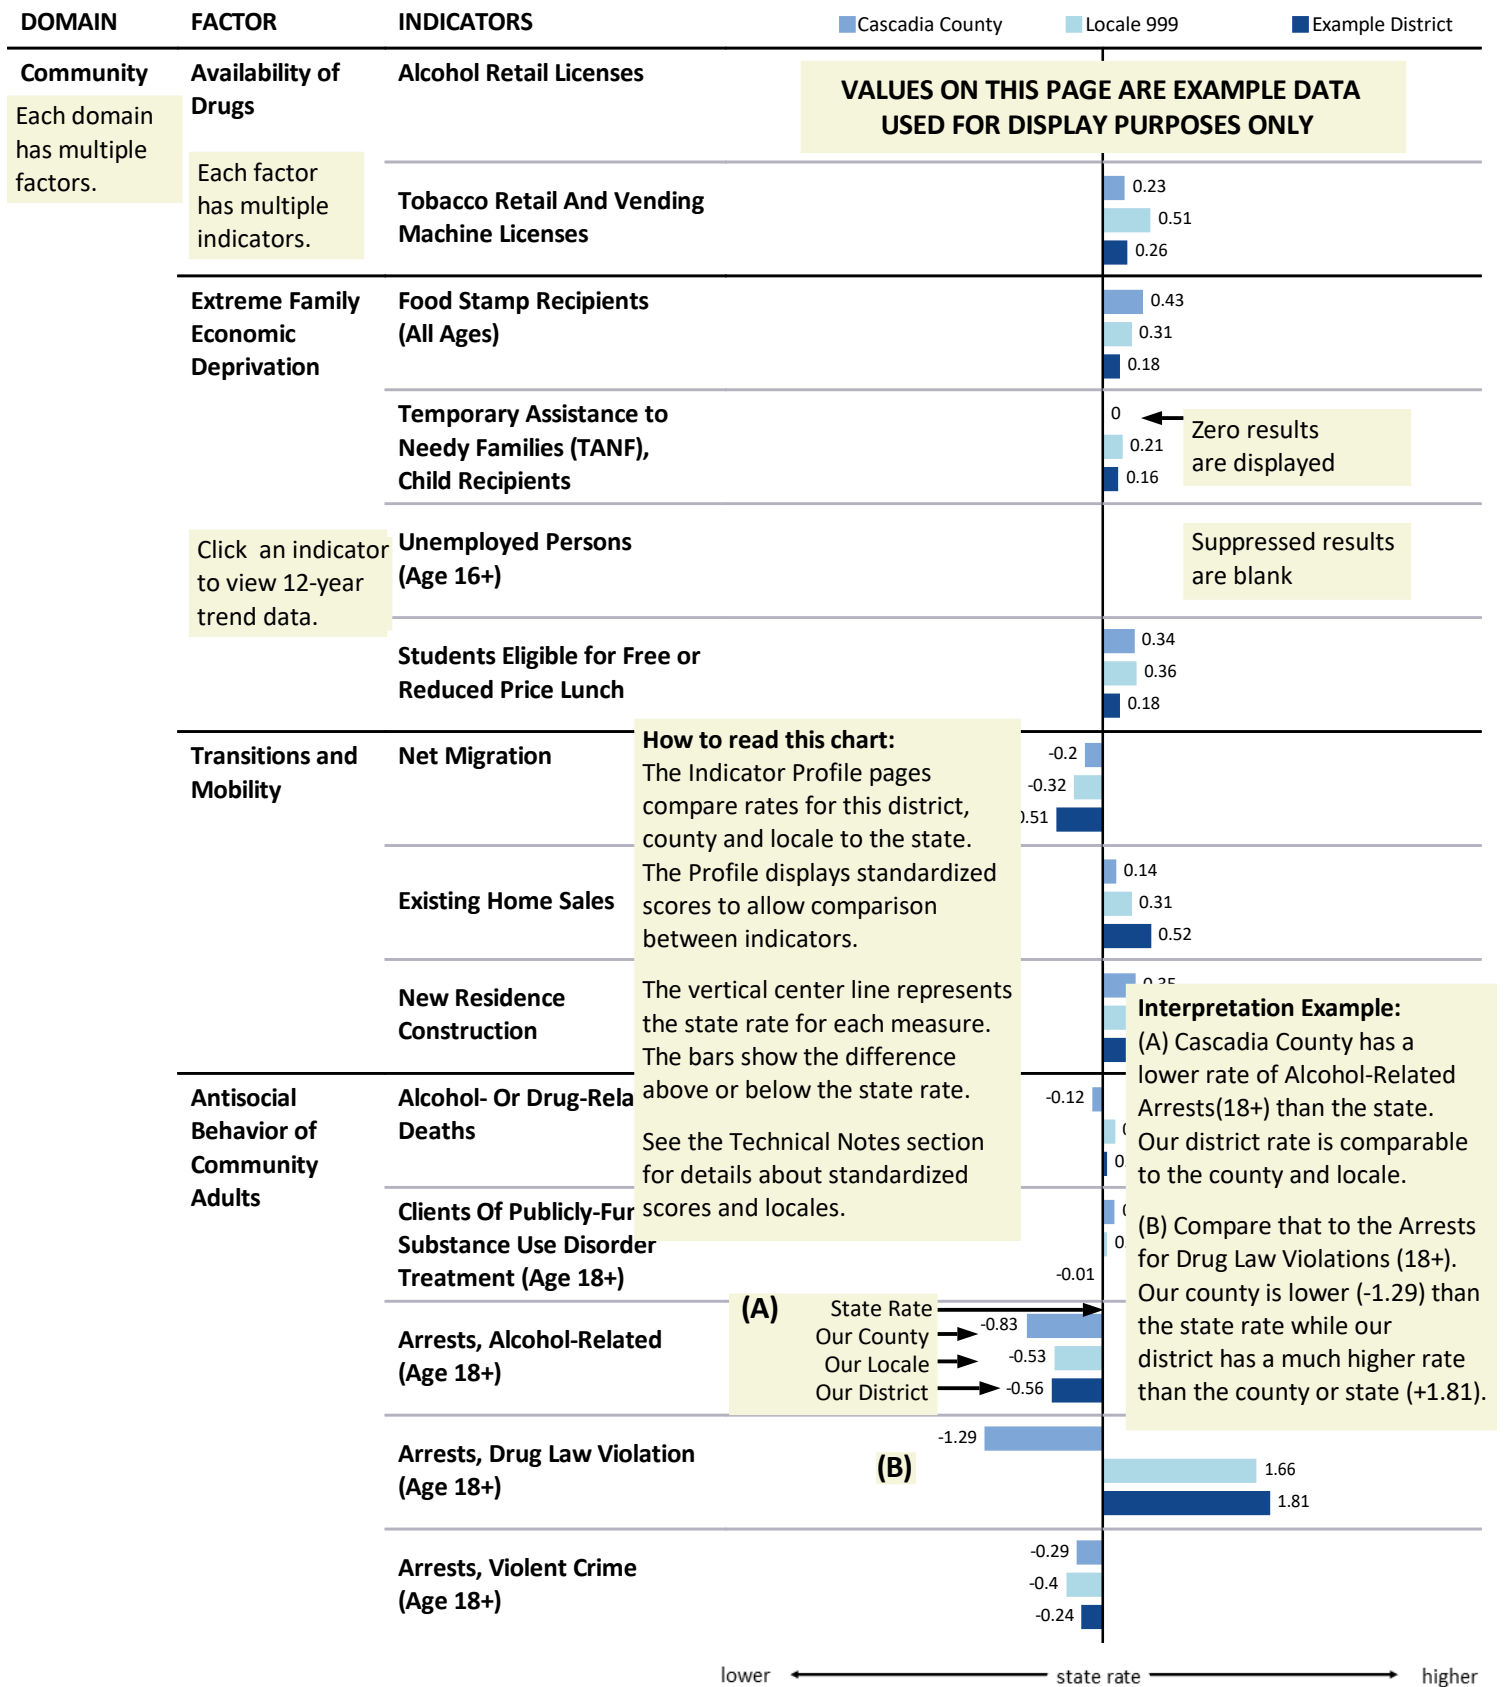 DOMAIN FACTOR INDICATORS Cascadia County Locale 999 Example District
Community
Each domain
has multiple
factors.
Availability of
Drugs
Each factor
has multiple
indicators.
Alcohol Retail Licenses
VALUES ON THIS PAGE ARE EXAMPLE DATA
USED FOR DISPLAY PURPOSES ONLY
Tobacco Retail And Vending
Machine Licenses
0.23
0.51
0.26
Extreme Family
Economic
Deprivation
Food Stamp Recipients
(All Ages)
0.43
0.31
0.18
Temporary Assistance to
Needy Families (TANF),
Child Recipients
0
0.21
0.16
Zero results
are displayed
Click an indicator
to view 12-year
trend data.
Unemployed Persons
(Age 16+)
Suppressed results
are blank
Students Eligible for Free or
Reduced Price Lunch
0.34
0.36
0.18
Transitions and
Mobility
Net Migration
-0.2
-0.32
.51
Existing Home Sales
0.14
0.31
0.52
New Residence
Construction
0.35
How to read this chart:
The Indicator Profile pages
compare rates for this district,
county and locale to the state.
The Profile displays standardized
scores to allow comparison
between indicators.
The vertical center line represents
the state rate for each measure.
The bars show the difference
above or below the state rate.
See the Technical Notes section
for details about standardized
scores and locales.
Antisocial
Behavior of
Community
Adults
Alcohol- Or Drug-Rela
Deaths
-0.12
0.
Clients Of Publicly-Fur
Substance Use Disorder
Treatment (Age 18+)
0.
-0.01
Interpretation Example:
(A) Cascadia County has a
lower rate of Alcohol-Related
Arrests(18+) than the state.
Our district rate is comparable
to the county and locale.
(B) Compare that to the Arrests
for Drug Law Violations (18+).
Our county is lower (-1.29) than
the state rate while our
district has a much higher rate
than the county or state (+1.81).
Arrests, Alcohol-Related
(Age 18+)
(A) State Rate
Our County -0.83
Our Locale -0.53
Our District -0.56
Arrests, Drug Law Violation
(Age 18+)
(B)
-1.29
1.66
1.81
Arrests, Violent Crime
(Age 18+)
-0.29
-0.4
-0.24
lower state rate higher